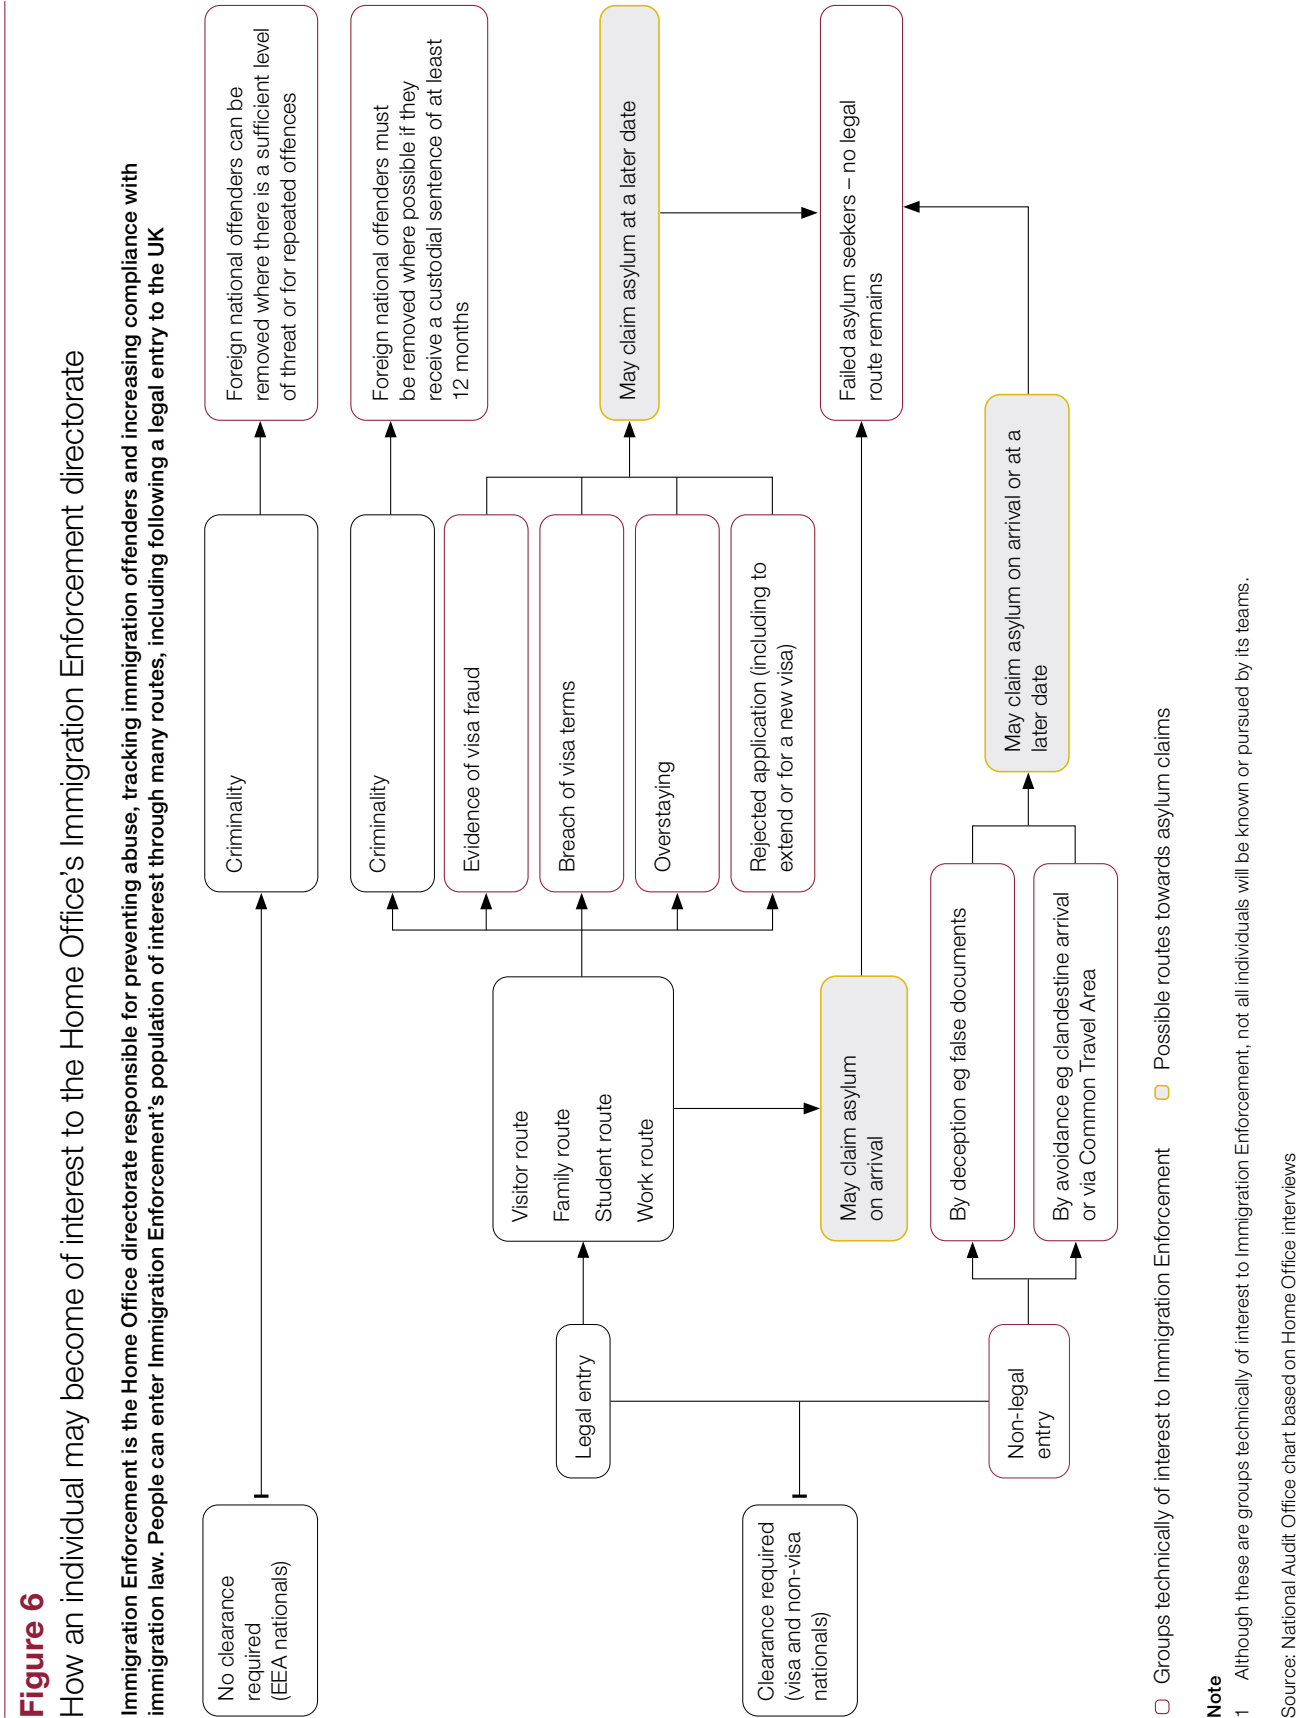 Figure 6
How an individual may become of interest to the Home Office’s Immigration Enforcement directorate
Immigration Enforcement is the Home Office directorate responsible for preventing abuse, tracking immigration offenders and increasing compliance with
immigration law. People can enter Immigration Enforcement’s population of interest through many routes, including following a legal entry to the UK
No clearance
required
(EEA nationals)
Criminality
Foreign national offenders can be
removed where there is a sufficient level
of threat or for repeated offences
Clearance required
(visa and non-visa
nationals)
Legal entry
Visitor route
Family route
Student route
Work route
Criminality
Foreign national offenders must
be removed where possible if they
receive a custodial sentence of at least
12 months
Evidence of visa fraud
Breach of visa terms
Overstaying
Rejected application (including to
extend or for a new visa)
May claim asylum at a later date
May claim asylum
on arrival
Failed asylum seekers – no legal
route remains
Non-legal
entry
By deception eg false documents
By avoidance eg clandestine arrival
or via Common Travel Area
May claim asylum on arrival or at a
later date
Groups technically of interest to Immigration Enforcement
Possible routes towards asylum claims
Note
1 Although these are groups technically of interest to Immigration Enforcement, not all individuals will be known or pursued by its teams.
Source: National Audit Office chart based on Home Office interviews